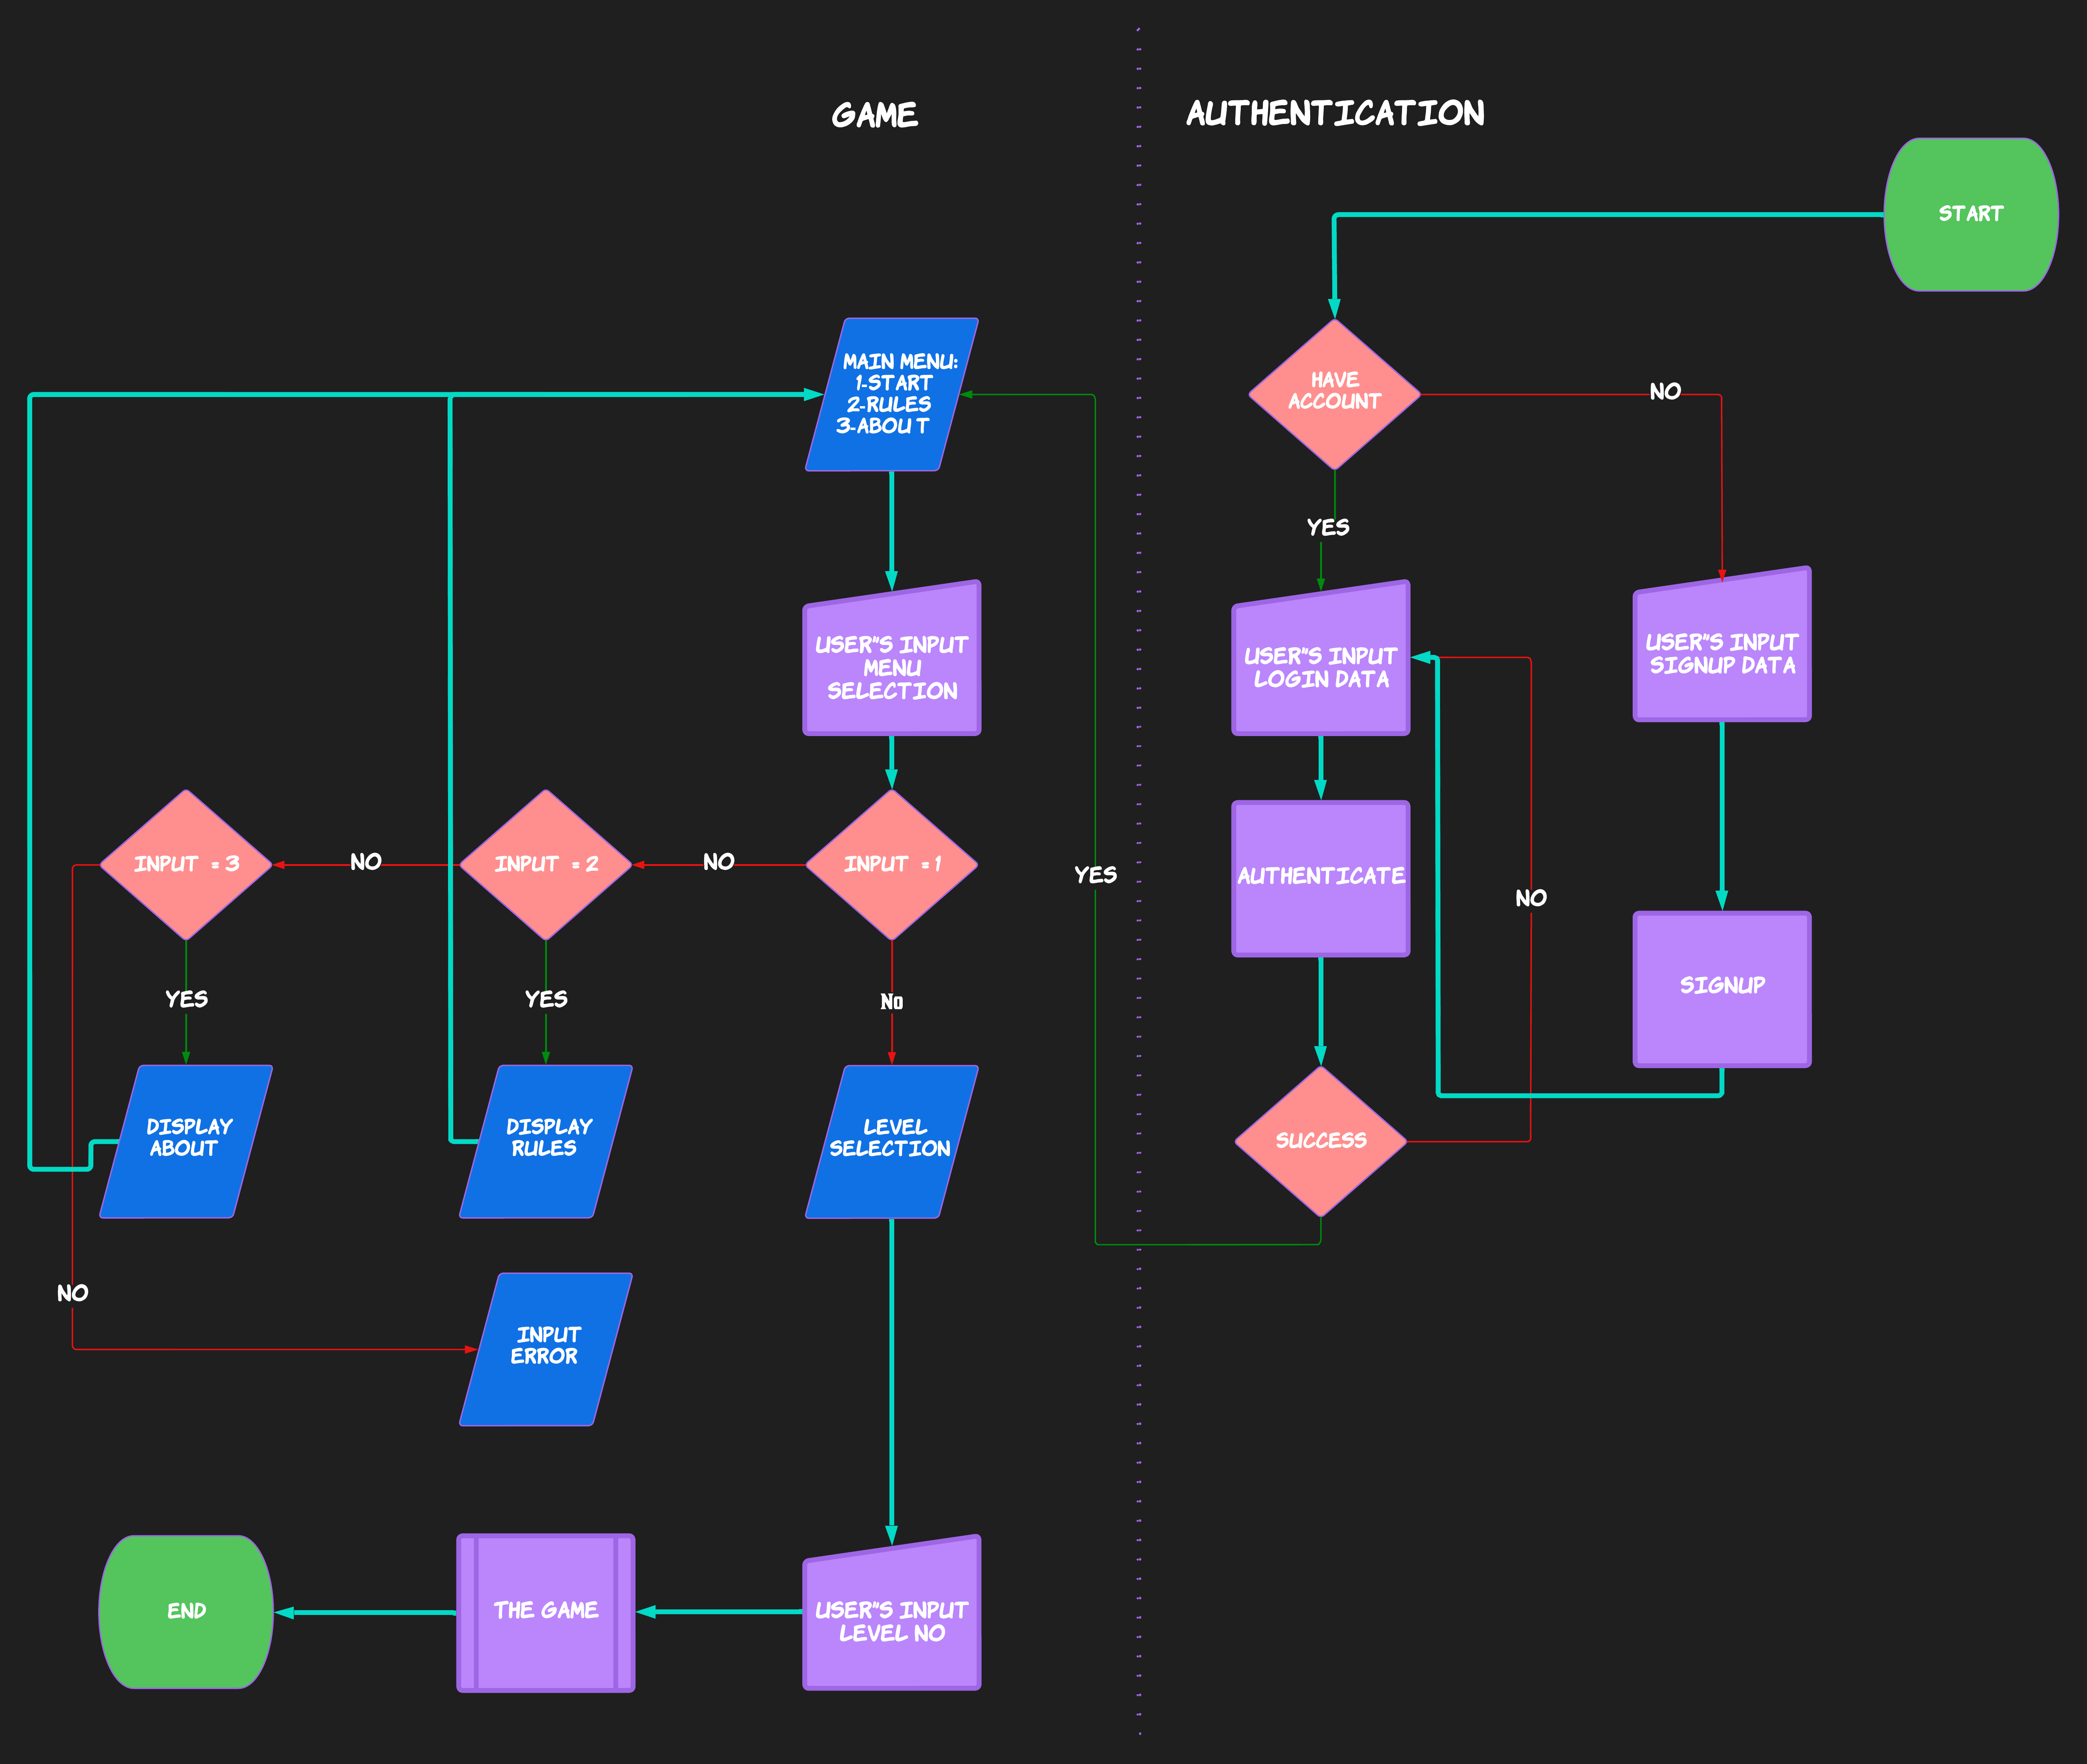 GAME
AUTHENTICATION
START
MAIN MENU:
1-START
2-RULES
3-ABOUT
HAVE
ACCOUNT
NO
YES
USER"S INPUT
MENU
SELECTION
USER"S INPUT
LOGIN DATA
USER"S INPUT
SIGNUP DATA
INPUT = 3
NO
INPUT = 2
NO
INPUT = 1
YES
AUTHENTICATE
NO
SIGNUP
YES
YES
No
DISPLAY
ABOUT
DISPLAY
RULES
LEVEL
SELECTION
SUCCESS
NO
INPUT
ERROR
END
THE GAME
USER"S INPUT
LEVEL NO